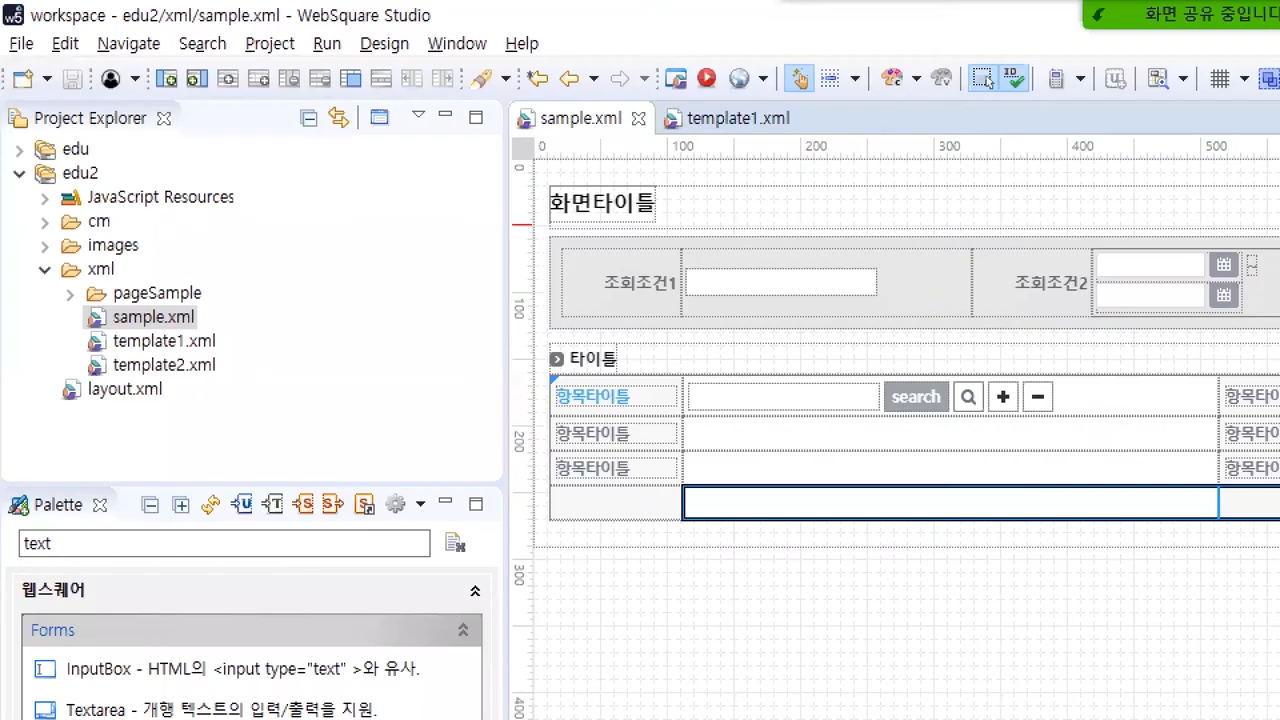 workspace - edu2/xml/sample.xml - WebSquare Studio
화면 공유 중입니다
File Edit Navigate Search Project Run Design Window Help
Project Explorer
sample.xml
template1.xml
edu
edu2
JavaScript Resources
cm
images
xml
pageSample
sample.xml
template1.xml
template2.xml
layout.xml
0 100 200 300 400 500
0
100
200
300
400
화면타이틀
조회조건1
조회조건2
~
타이틀
항목타이틀 search
항목타이틀
항목타이틀
Palette
text
웹스퀘어
Forms
InputBox - HTML의 <input type="text" >와 유사.
Textarea - 개행 텍스트의 입력/출력을 지원.